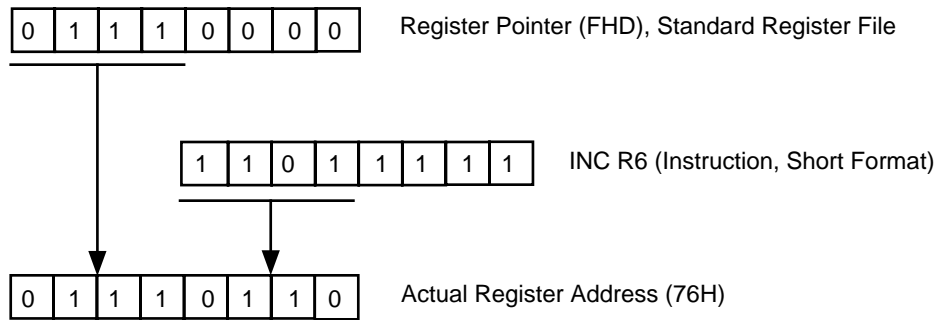 0 1 1 1 0 0 0 0 Register Pointer (FHD), Standard Register File
1 1 0 1 1 1 1 1 INC R6 (Instruction, Short Format)
0 1 1 1 0 1 1 0 Actual Register Address (76H)